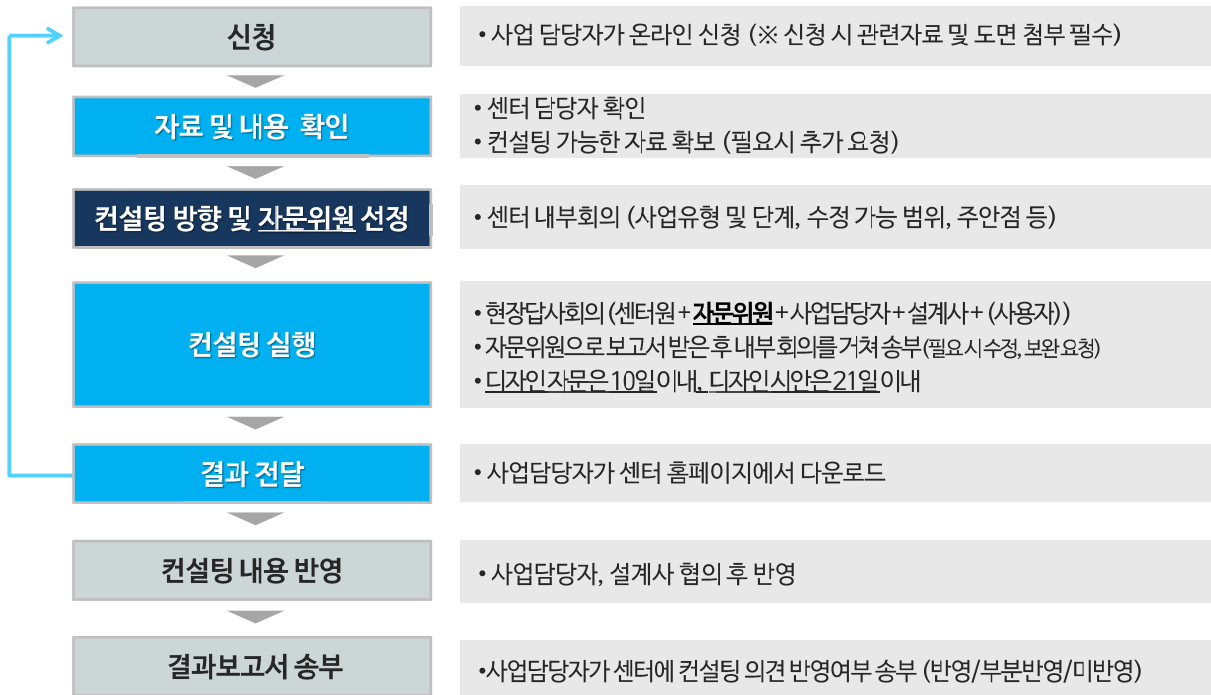 신청
• 사업 담당자가 온라인 신청 (※ 신청 시 관련자료 및 도면 첨부 필수)
자료 및 내용 확인
• 센터 담당자 확인
• 컨설팅 가능한 자료 확보 (필요시 추가 요청)
컨설팅 방향 및 자문위원 선정
• 센터 내부회의 (사업유형 및 단계, 수정 가능 범위, 주안점 등)
컨설팅 실행
• 현장답사회의 (센터원+자문위원+사업담당자+설계사+(사용자))
• 자문위원으로 보고서 받은 후 내부 회의를 거쳐 송부(필요시 수정, 보완 요청)
• 디자인자문은 10일이내, 디자인시안은 21일이내
결과 전달
• 사업담당자가 센터 홈페이지에서 다운로드
컨설팅 내용 반영
• 사업담당자, 설계사 협의 후 반영
결과보고서 송부
•사업담당자가 센터에 컨설팅 의견 반영여부 송부 (반영/부분반영/미반영)